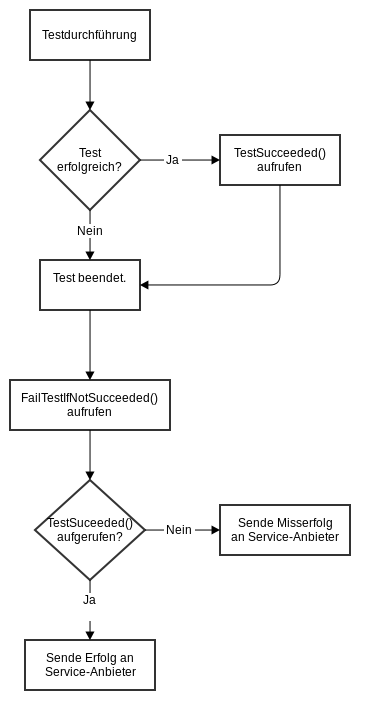 Testdurchführung
Test
erfolgreich?
Ja
TestSucceeded()
aufrufen
Nein
Test beendet.
FailTestIfNotSucceeded()
aufrufen
TestSuceeded()
aufgerufen?
Nein
Sende Misserfolg
an Service-Anbieter
Ja
Sende Erfolg an
Service-Anbieter